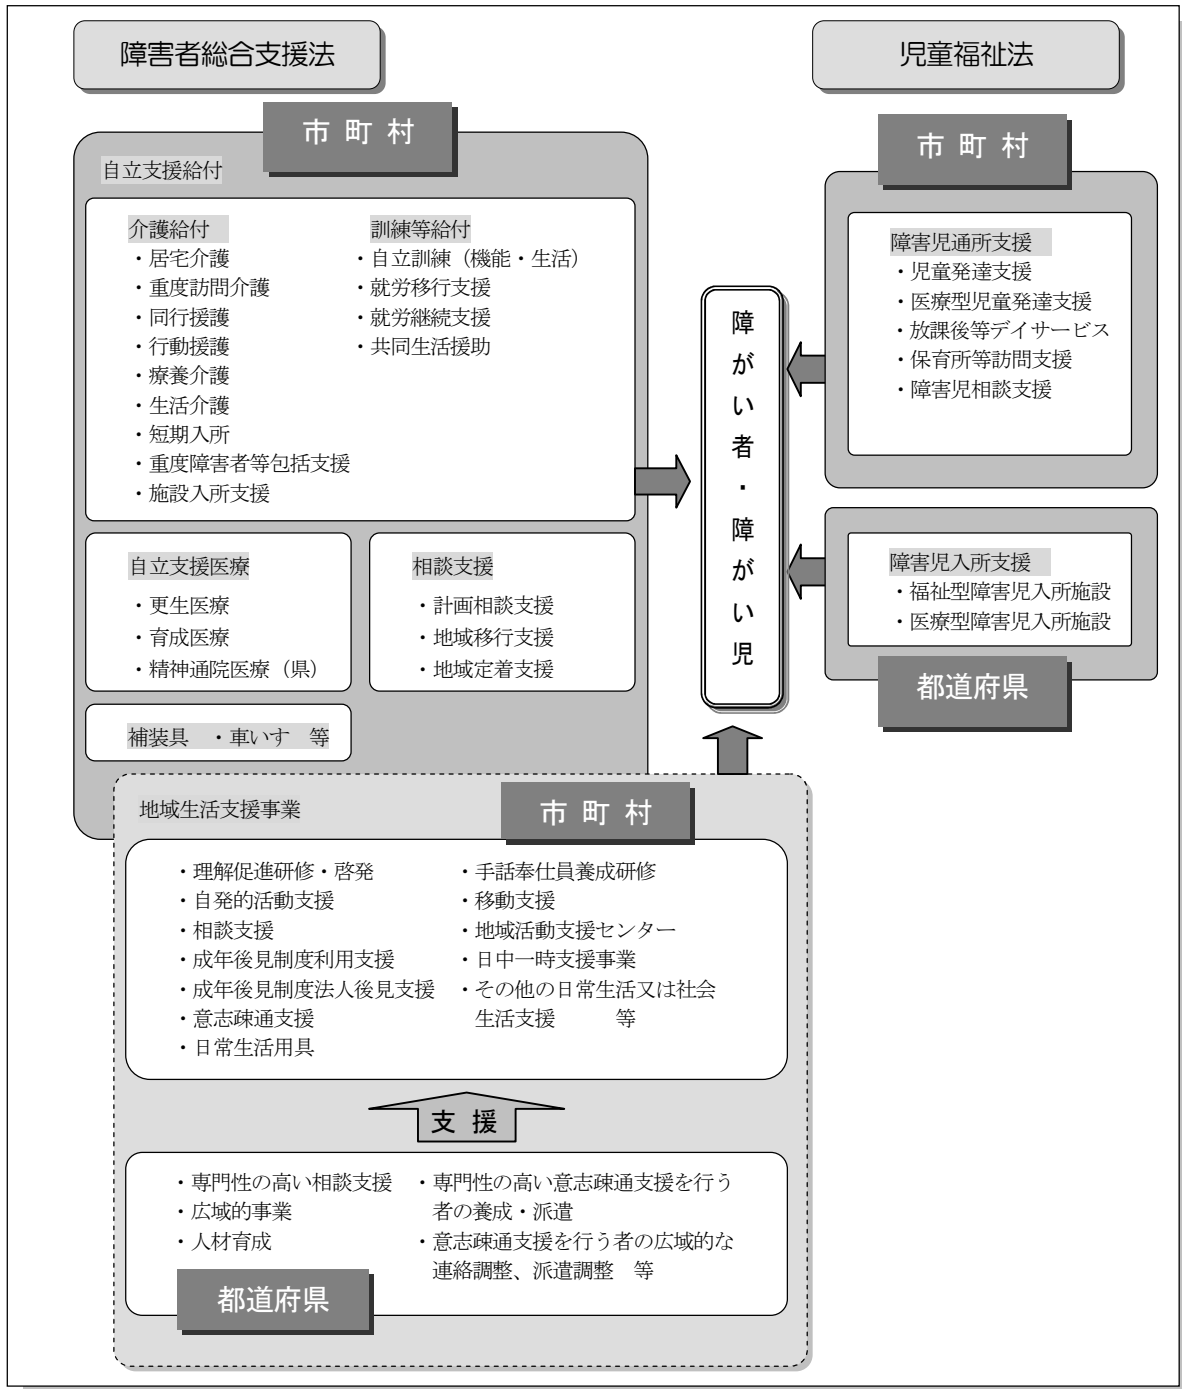 障害者総合支援法
児童福祉法
市町村
自立支援給付
介護給付
・居宅介護
・重度訪問介護
・同行援護
・行動援護
・療養介護
・生活介護
・短期入所
・重度障害者等包括支援
・施設入所支援
訓練等給付
・自立訓練（機能・生活）
・就労移行支援
・就労継続支援
・共同生活援助
自立支援医療
・更生医療
・育成医療
・精神通院医療（県）
相談支援
・計画相談支援
・地域移行支援
・地域定着支援
補装具　・車いす　等
障がい者・障がい児
市町村
障害児通所支援
・児童発達支援
・医療型児童発達支援
・放課後等デイサービス
・保育所等訪問支援
・障害児相談支援
障害児入所支援
・福祉型障害児入所施設
・医療型障害児入所施設
都道府県
地域生活支援事業
市町村
・理解促進研修・啓発
・自発的活動支援
・相談支援
・成年後見制度利用支援
・成年後見制度法人後見支援
・意志疎通支援
・日常生活用具
・手話奉仕員養成研修
・移動支援
・地域活動支援センター
・日中一時支援事業
・その他の日常生活又は社会
生活支援　　　等
支援
・専門性の高い相談支援
・広域的事業
・人材育成
・専門性の高い意志疎通支援を行う
者の養成・派遣
・意志疎通支援を行う者の広域的な
連絡調整、派遣調整　等
都道府県